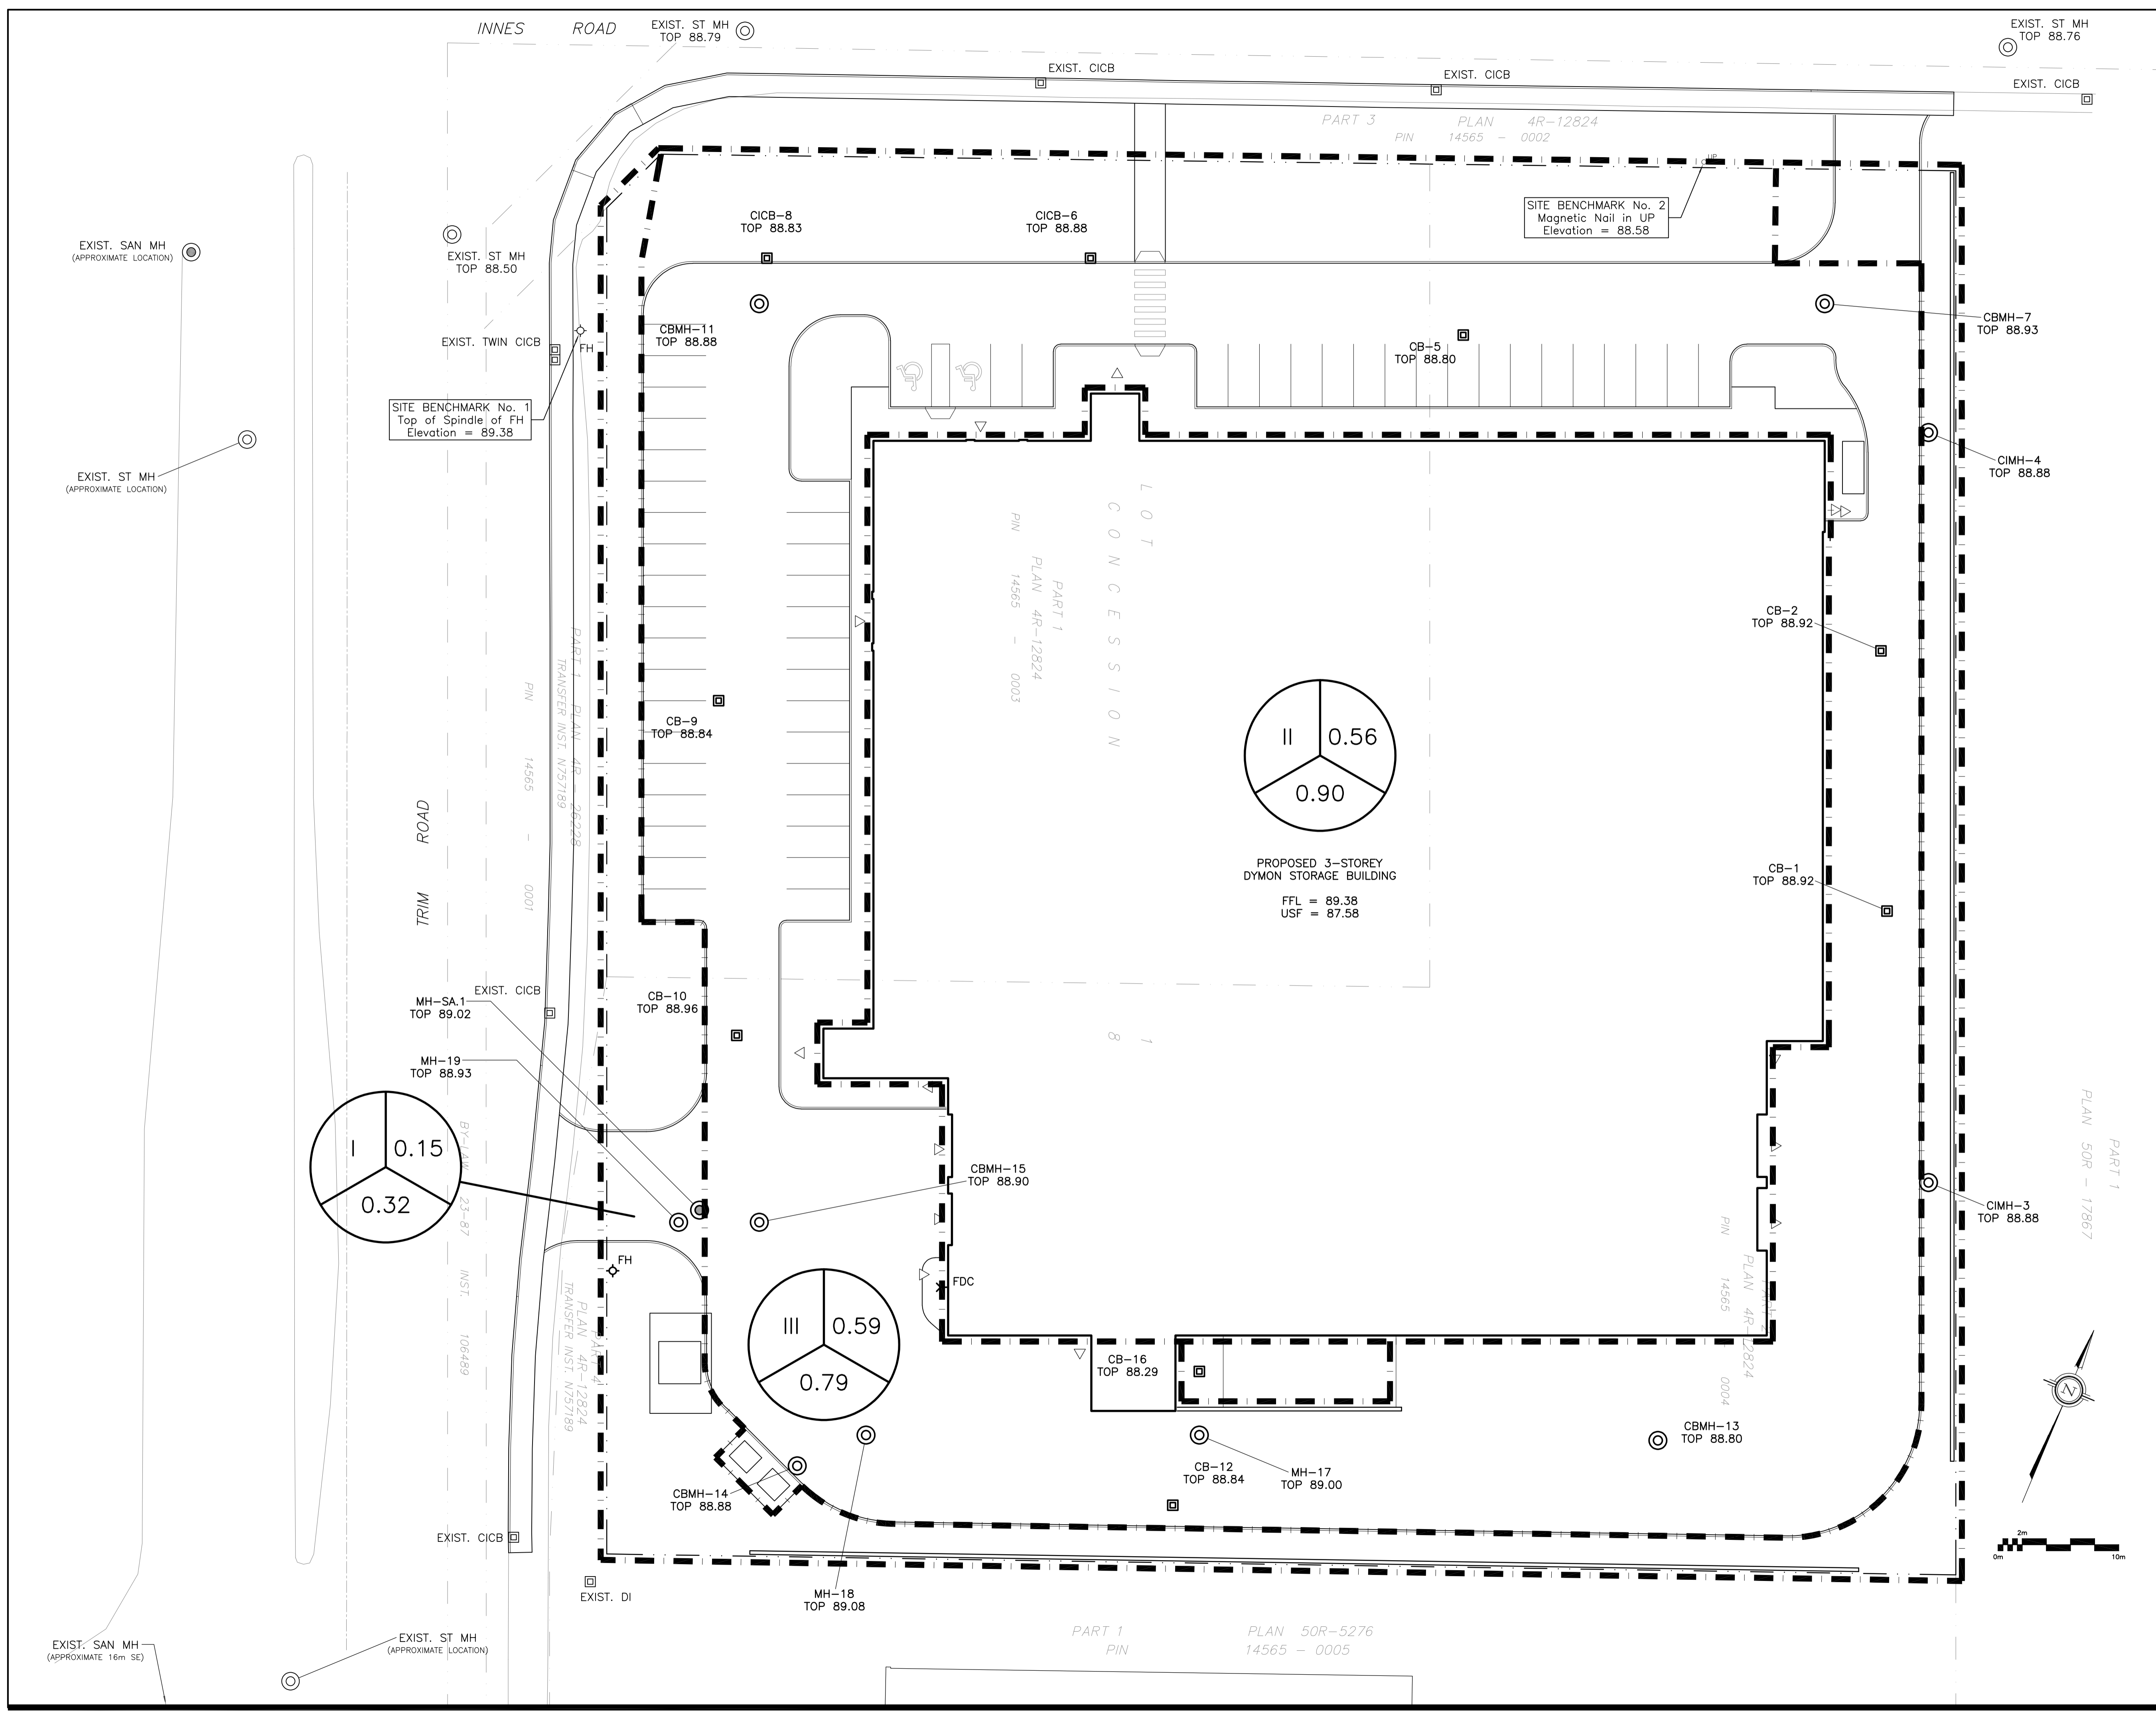 INNES ROAD
EXIST. ST MH
TOP 88.79
EXIST. ST MH
TOP 88.76
EXIST. CICB
EXIST. CICB
EXIST. CICB
PART 3 PLAN 4R-12824
PIN 14565 - 0002
UP
SITE BENCHMARK No. 2
Magnetic Nail in UP
Elevation = 88.58
CICB-8
TOP 88.83
CICB-6
TOP 88.88
EXIST. SAN MH
(APPROXIMATE LOCATION)
EXIST. ST MH
TOP 88.50
EXIST. TWIN CICB
FH
CBMH-11
TOP 88.88
CB-5
TOP 88.80
CBMH-7
TOP 88.93
SITE BENCHMARK No. 1
Top of Spindle of FH
Elevation = 89.38
EXIST. ST MH
(APPROXIMATE LOCATION)
CIMH-4
TOP 88.88
LOT 1
CONCESSION 8
PART 1
PLAN 4R-12824
PIN 14565 - 0003
CB-2
TOP 88.92
PART 1 PLAN 4R - 26228
TRANSFER INST. N757189
PIN 14565 - 0001
CB-9
TOP 88.84
II 0.56
0.90
PROPOSED 3-STOREY
DYMON STORAGE BUILDING
FFL = 89.38
USF = 87.58
CB-1
TOP 88.92
TRIM ROAD
EXIST. CICB
MH-SA.1
TOP 89.02
CB-10
TOP 88.96
MH-19
TOP 88.93
I 0.15
0.32
BY-LAW 23-87 INST. 106489
CBMH-15
TOP 88.90
CIMH-3
TOP 88.88
PART 1
PLAN 50R - 17867
FH
FDC
III 0.59
0.79
PLAN 4R-12824
TRANSFER INST. N757189
PLAN 4R-12824
PIN 14565 - 0004
CB-16
TOP 88.29
CBMH-13
TOP 88.80
CB-12
TOP 88.84
MH-17
TOP 89.00
CBMH-14
TOP 88.88
N
2m
0m 10m
EXIST. CICB
EXIST. DI
MH-18
TOP 89.08
PART 1 PLAN 50R-5276
PIN 14565 - 0005
EXIST. SAN MH
(APPROXIMATE 16m SE)
EXIST. ST MH
(APPROXIMATE LOCATION)